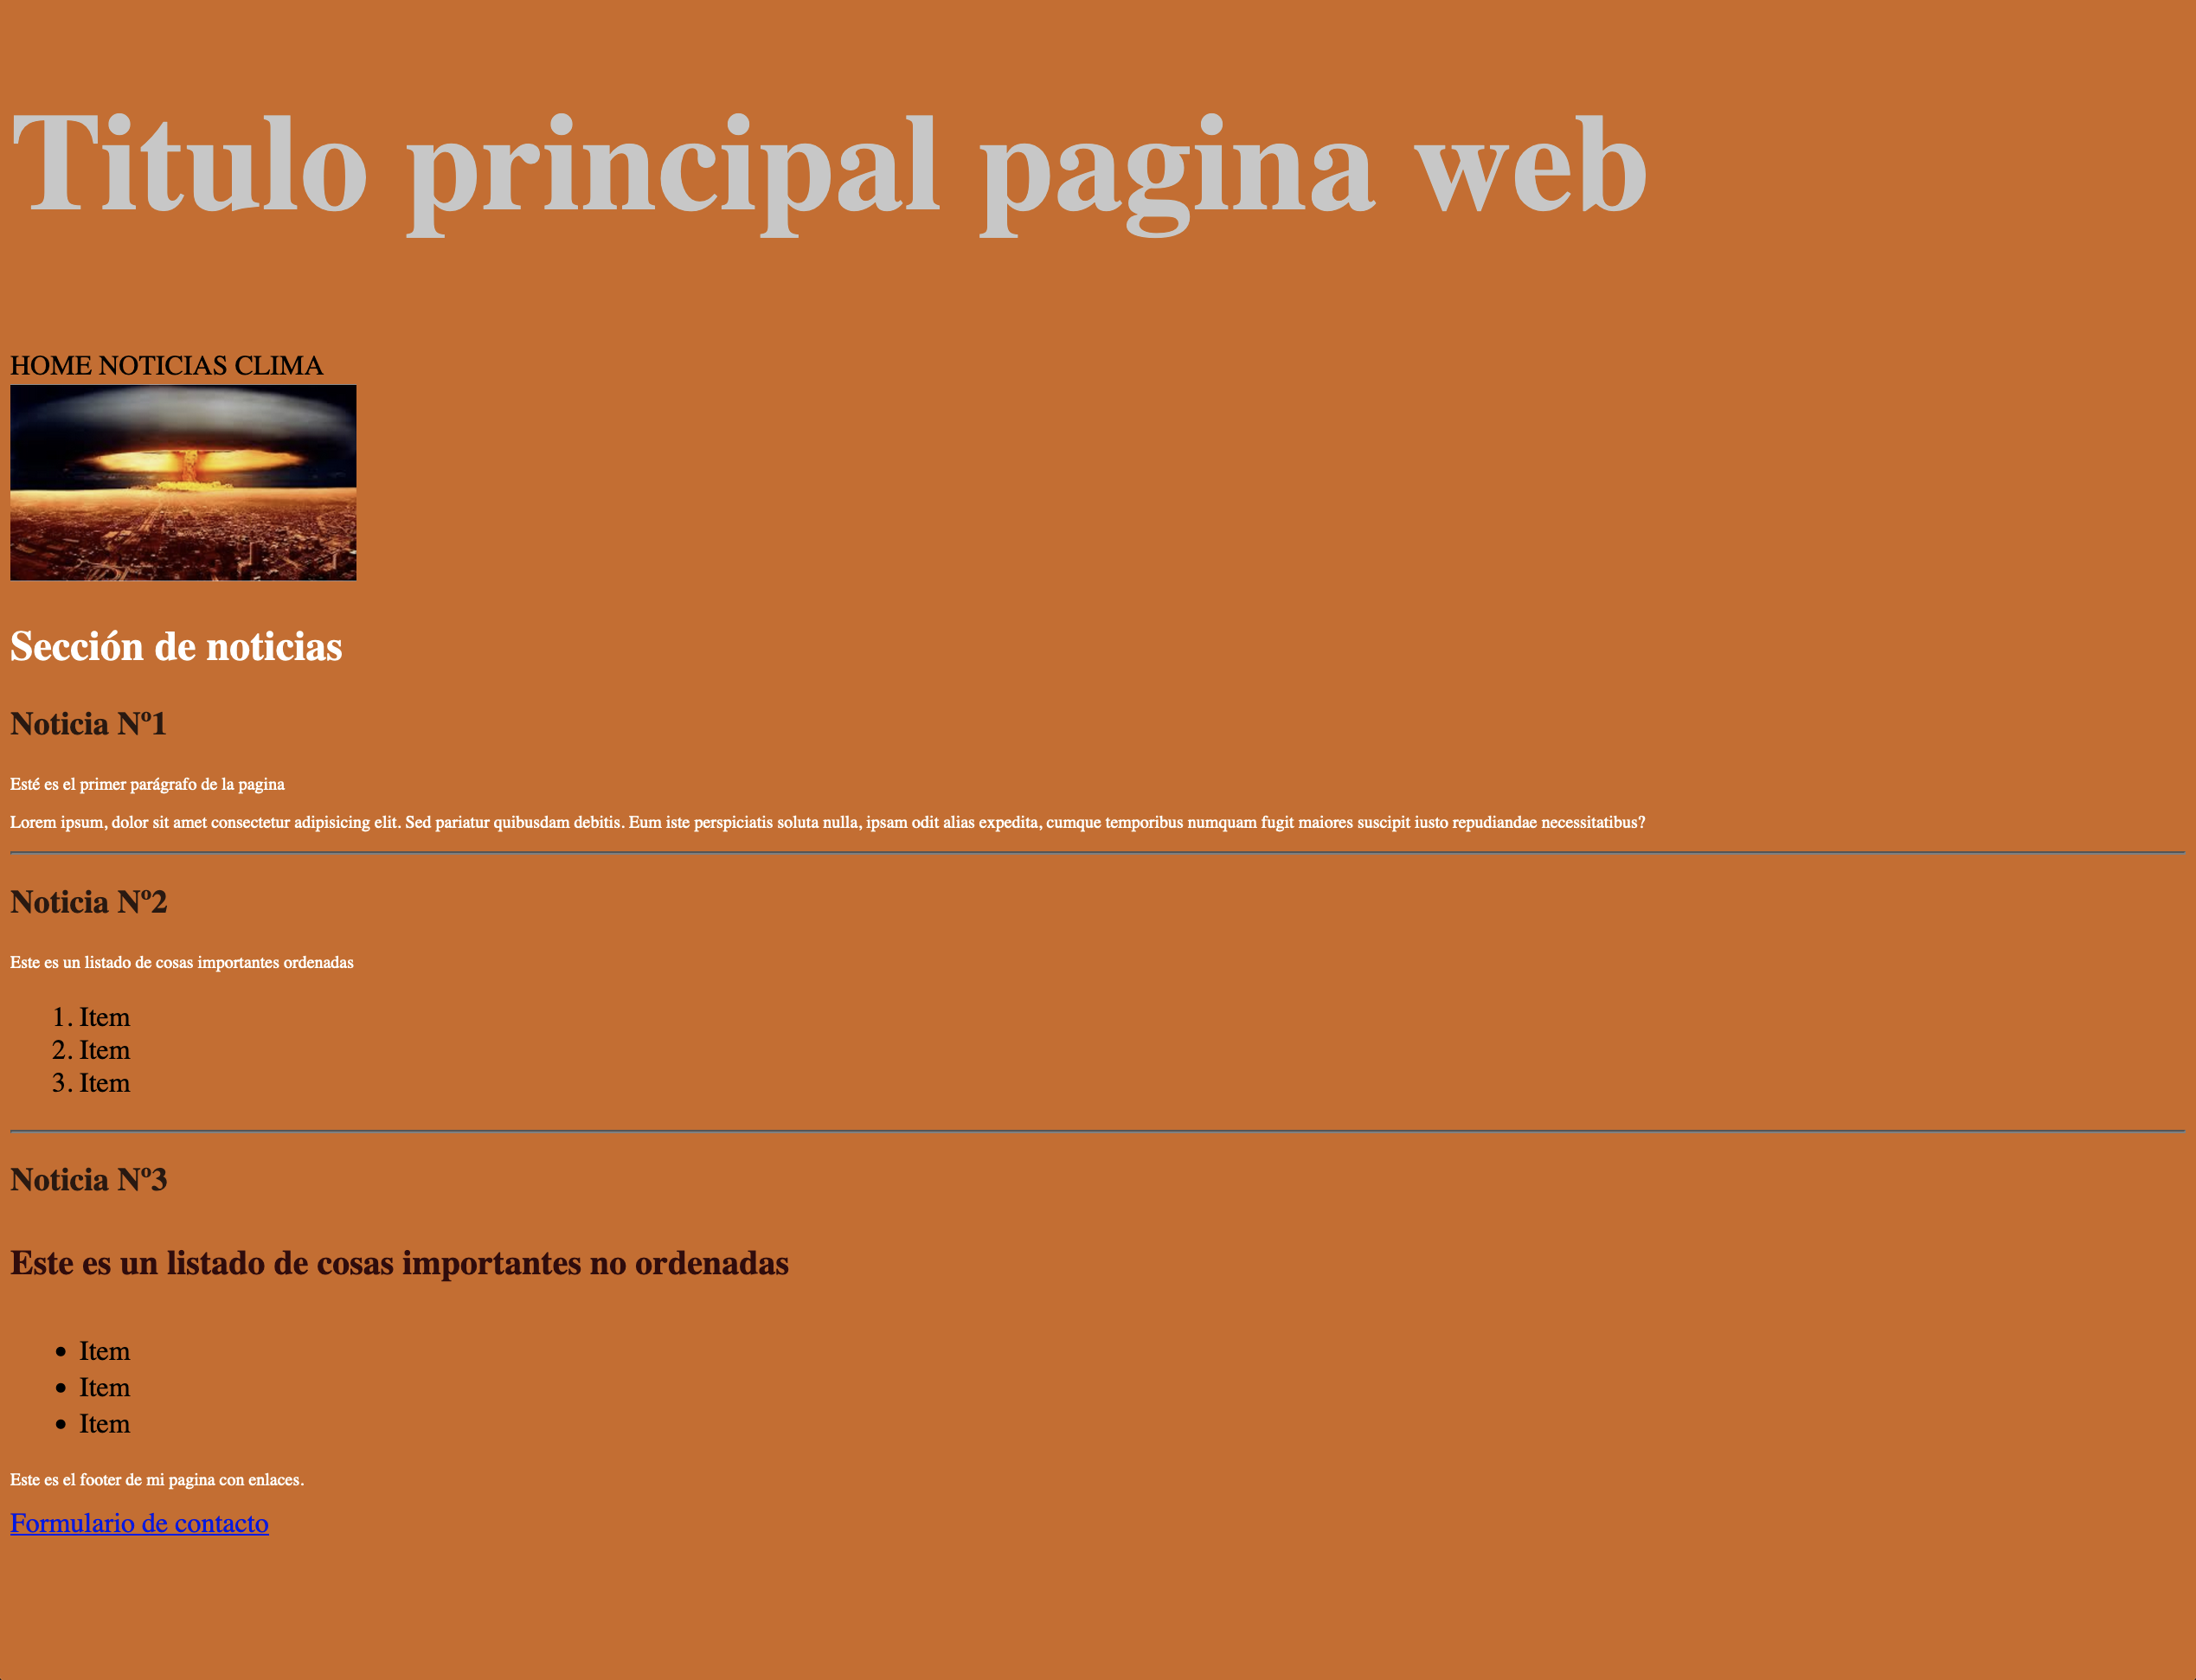 Titulo principal pagina web
HOME NOTICIAS CLIMA
Sección de noticias
Noticia Nº1
Esté es el primer parágrafo de la pagina
Lorem ipsum, dolor sit amet consectetur adipisicing elit. Sed pariatur quibusdam debitis. Eum iste perspiciatis soluta nulla, ipsam odit alias expedita, cumque temporibus numquam fugit maiores suscipit iusto repudiandae necessitatibus?
Noticia Nº2
Este es un listado de cosas importantes ordenadas
1. Item
2. Item
3. Item
Noticia Nº3
Este es un listado de cosas importantes no ordenadas
• Item
• Item
• Item
Este es el footer de mi pagina con enlaces.
Formulario de contacto